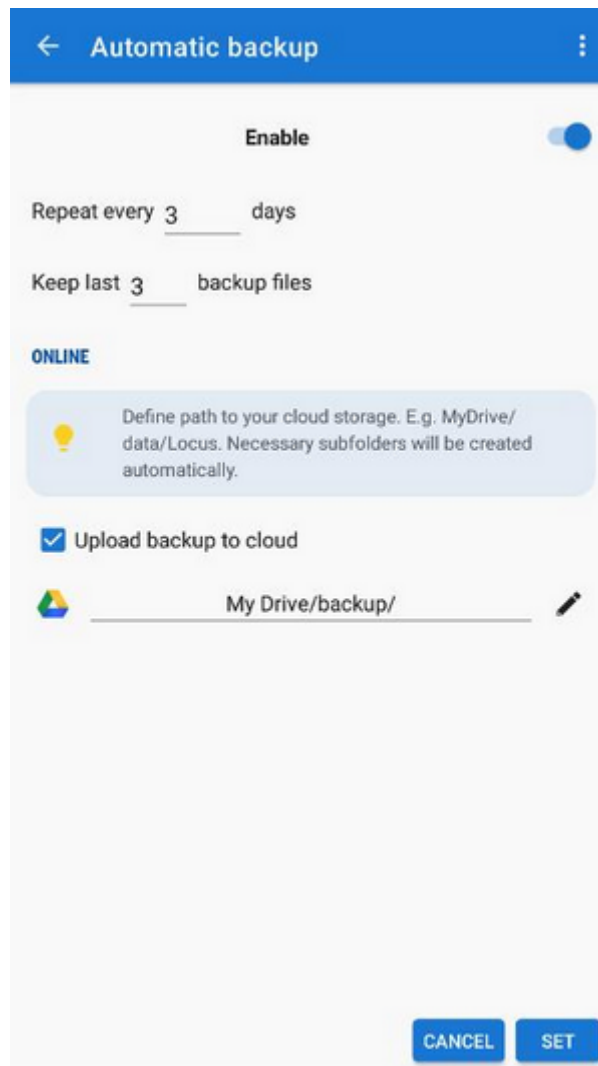 Automatic backup
Enable
Repeat every 3 days
Keep last 3 backup files
ONLINE
Define path to your cloud storage. E.g. MyDrive/
data/Locus. Necessary subfolders will be created
automatically.
Upload backup to cloud
My Drive/backup/
CANCEL SET